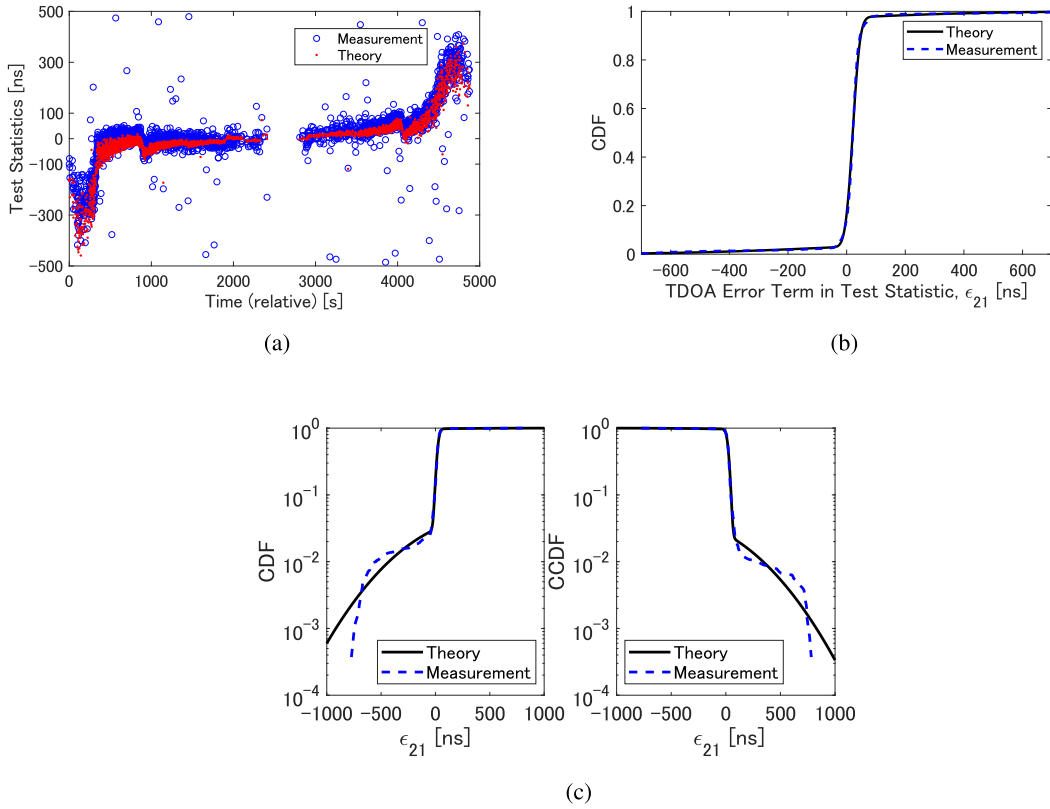 500
300
100
0
-100
-300
-500
Test Statistics [ns]
Measurement
Theory
0
1000
2000
3000
4000
5000
Time (relative) [s]
(a)
1
0.8
0.6
0.4
0.2
0
CDF
Theory
Measurement
-600
-400
-200
0
200
400
600
TDOA Error Term in Test Statistic, ϵ21 [ns]
(b)
10^0
10^-1
10^-2
10^-3
10^-4
CDF
Theory
Measurement
-1000
-500
0
500
1000
ϵ21 [ns]
10^0
10^-1
10^-2
10^-3
10^-4
CCDF
Theory
Measurement
-1000
-500
0
500
1000
ϵ21 [ns]
(c)